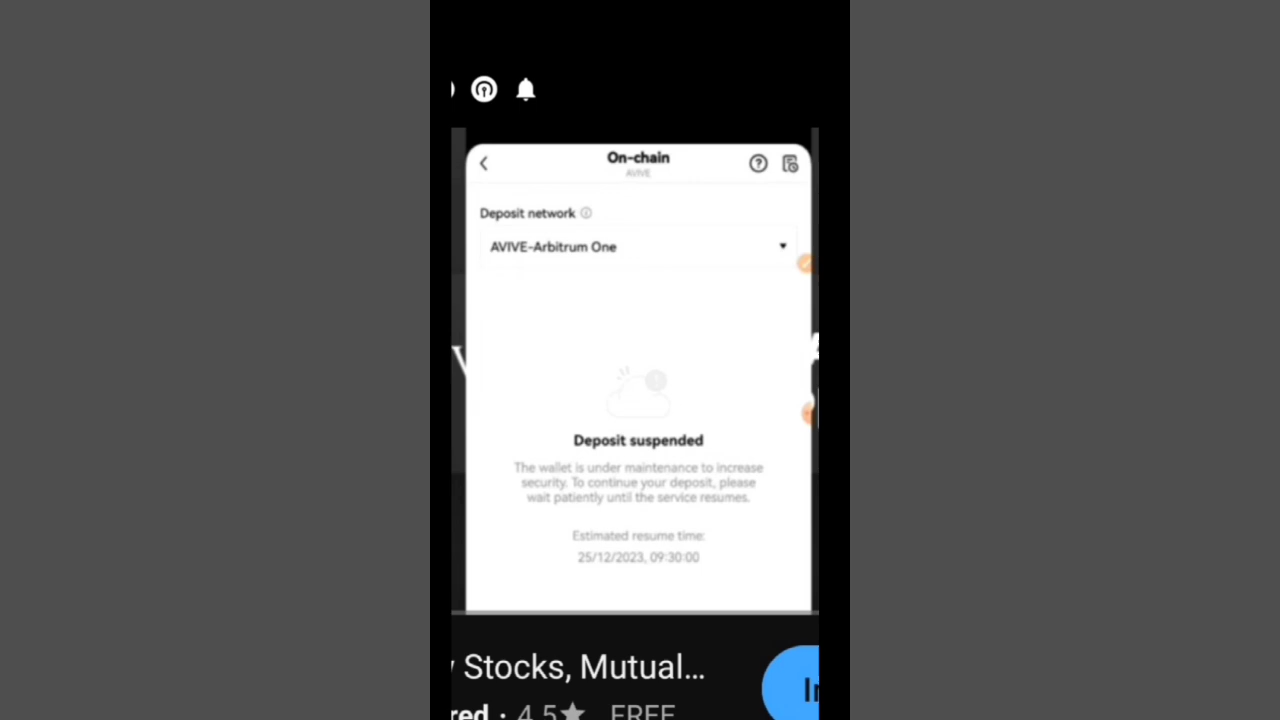 On-chain
AVIVE
Deposit network
AVIVE-Arbitrum One
Deposit suspended
The wallet is under maintenance to increase
security. To continue your deposit, please
wait patiently until the service resumes.
Estimated resume time:
25/12/2023, 09:30:00
Stocks, Mutual...
4.5★ FREE